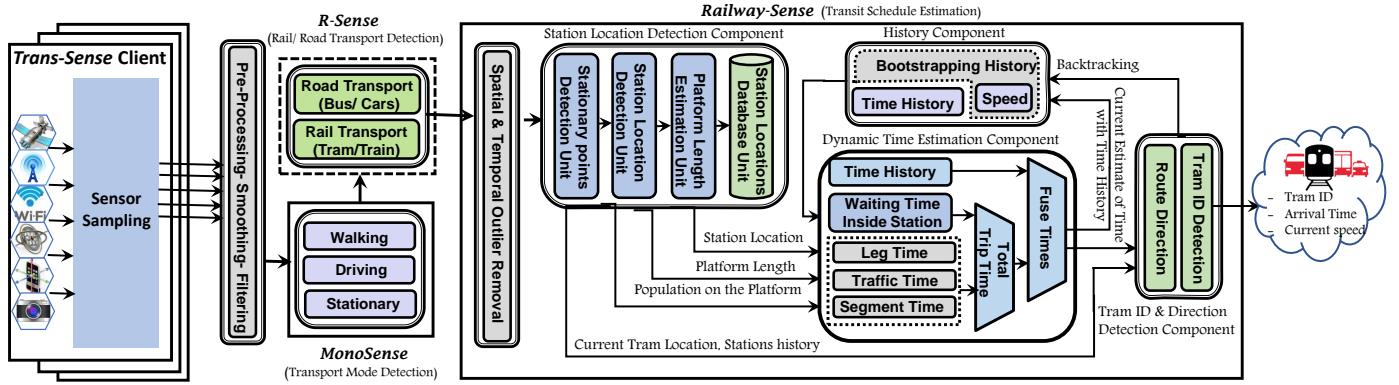 Trans-Sense Client
Sensor
Sampling
Wi-Fi
Pre-Processing- Smoothing- Filtering
R-Sense
(Rail/ Road Transport Detection)
Road Transport
(Bus/ Cars)
Rail Transport
(Tram/Train)
Walking
Driving
Stationary
MonoSense
(Transport Mode Detection)
Railway-Sense (Transit Schedule Estimation)
Spatial & Temporal Outlier Removal
Station Location Detection Component
Stationary points
Detection Unit
Station Location
Detection Unit
Platform Length
Estimation Unit
Station Locations
Database Unit
Station Location
Platform Length
Population on the Platform
Current Tram Location, Stations history
History Component
Bootstrapping History
Time History
Speed
Backtracking
Dynamic Time Estimation Component
Time History
Waiting Time
Inside Station
Leg Time
Traffic Time
Segment Time
Total
Trip Time
Fuse Times
Current Estimate of Time
with Time History
Route Direction
Tram ID Detection
Tram ID & Direction
Detection Component
- Tram ID
- Arrival Time
- Current speed